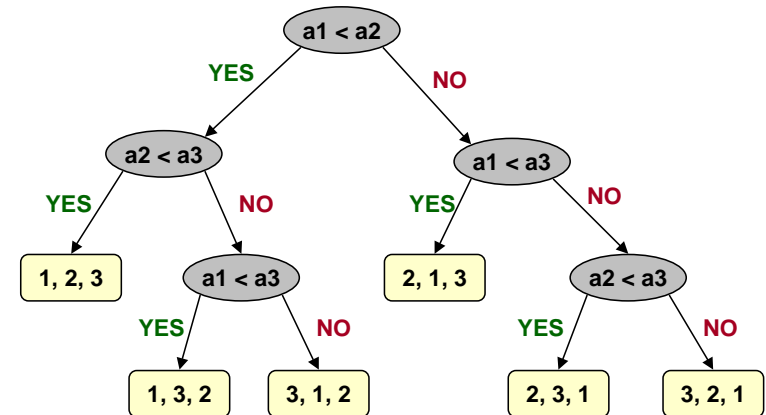 a1 < a2
YES
NO
a2 < a3
a1 < a3
YES
NO
YES
NO
1, 2, 3
a1 < a3
2, 1, 3
a2 < a3
YES
NO
YES
NO
1, 3, 2
3, 1, 2
2, 3, 1
3, 2, 1